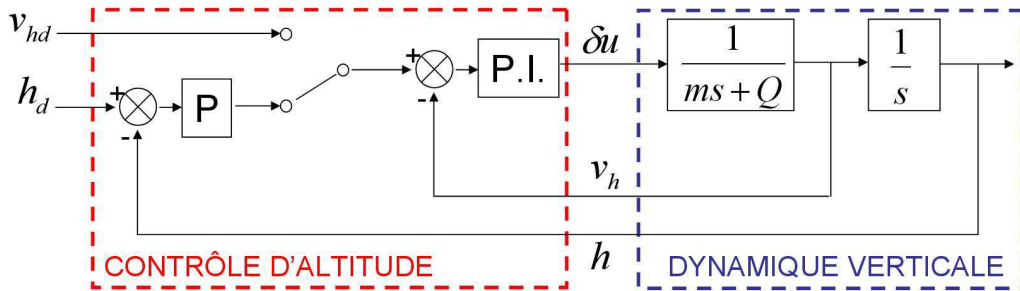 v_hd
h_d
+
-
P
+
-
P.I.
δu
1
ms + Q
1
s
v_h
h
CONTRÔLE D'ALTITUDE
DYNAMIQUE VERTICALE